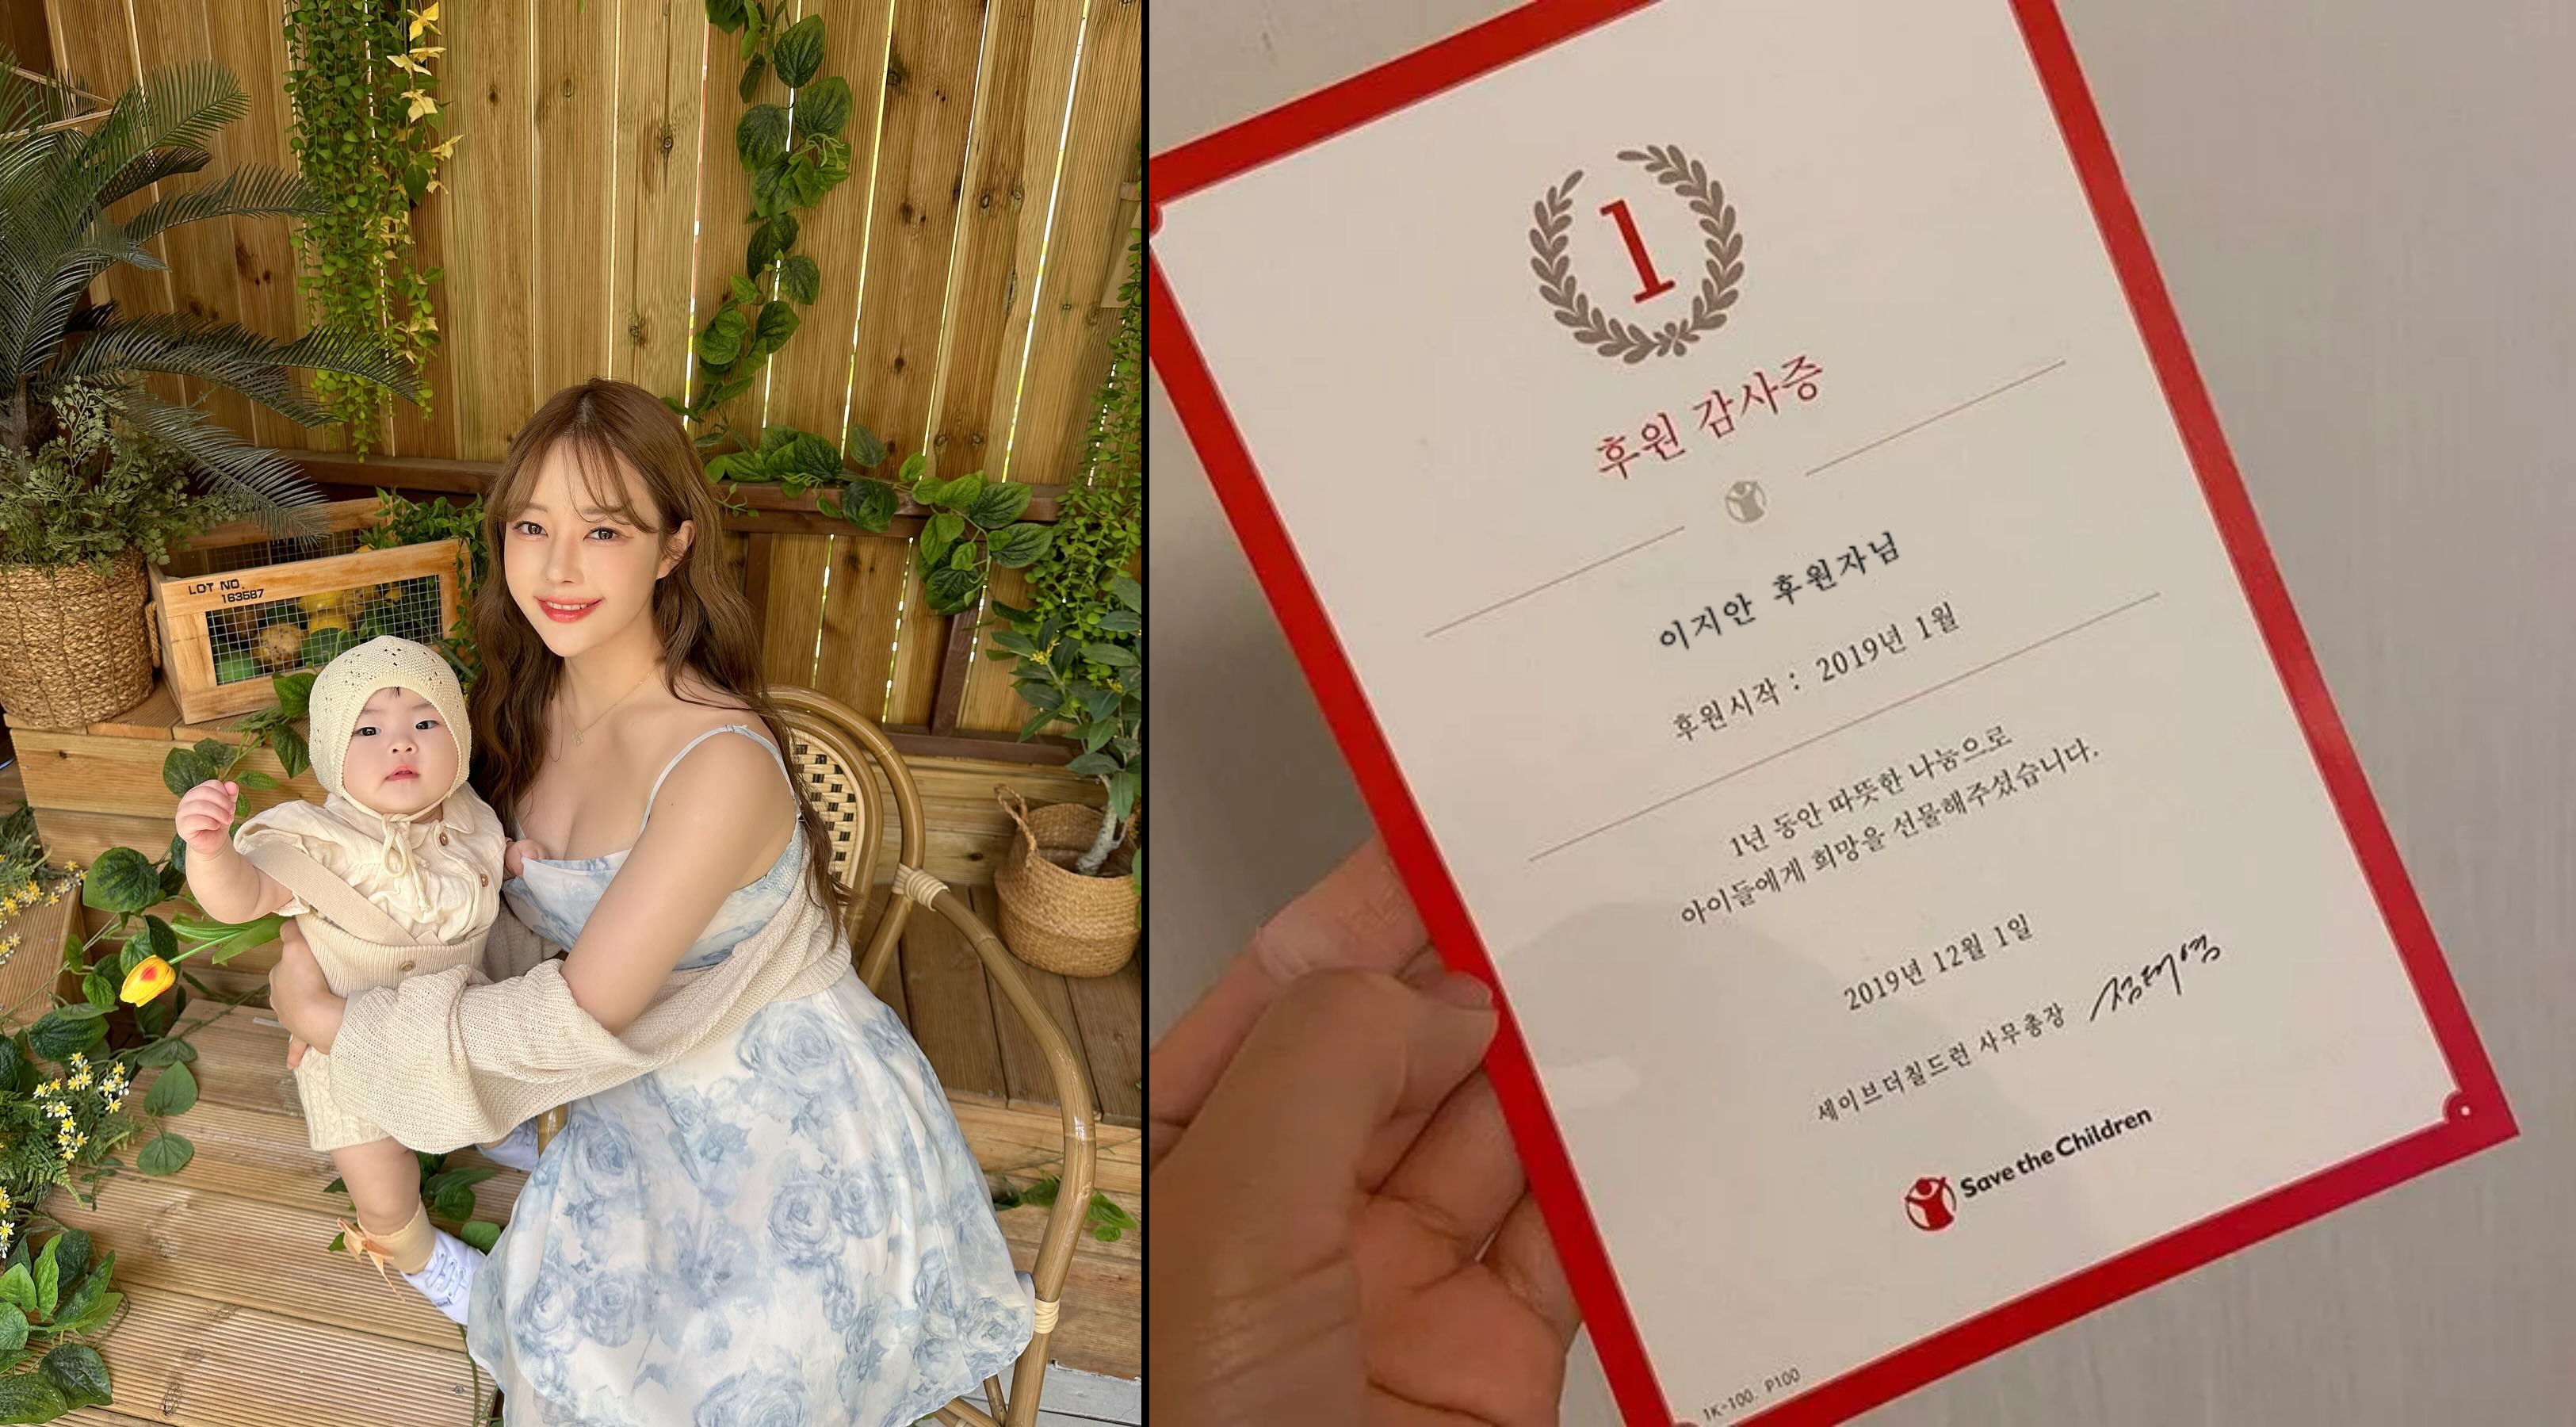 LOT NO.
163587
1
후원 감사증
이지안 후원자님
후원시작 : 2019년 1월
1년 동안 따뜻한 나눔으로
아이들에게 희망을 선물해주셨습니다.
2019년 12월 1일
세이브더칠드런 사무총장
Save the Children
1K-100. P100